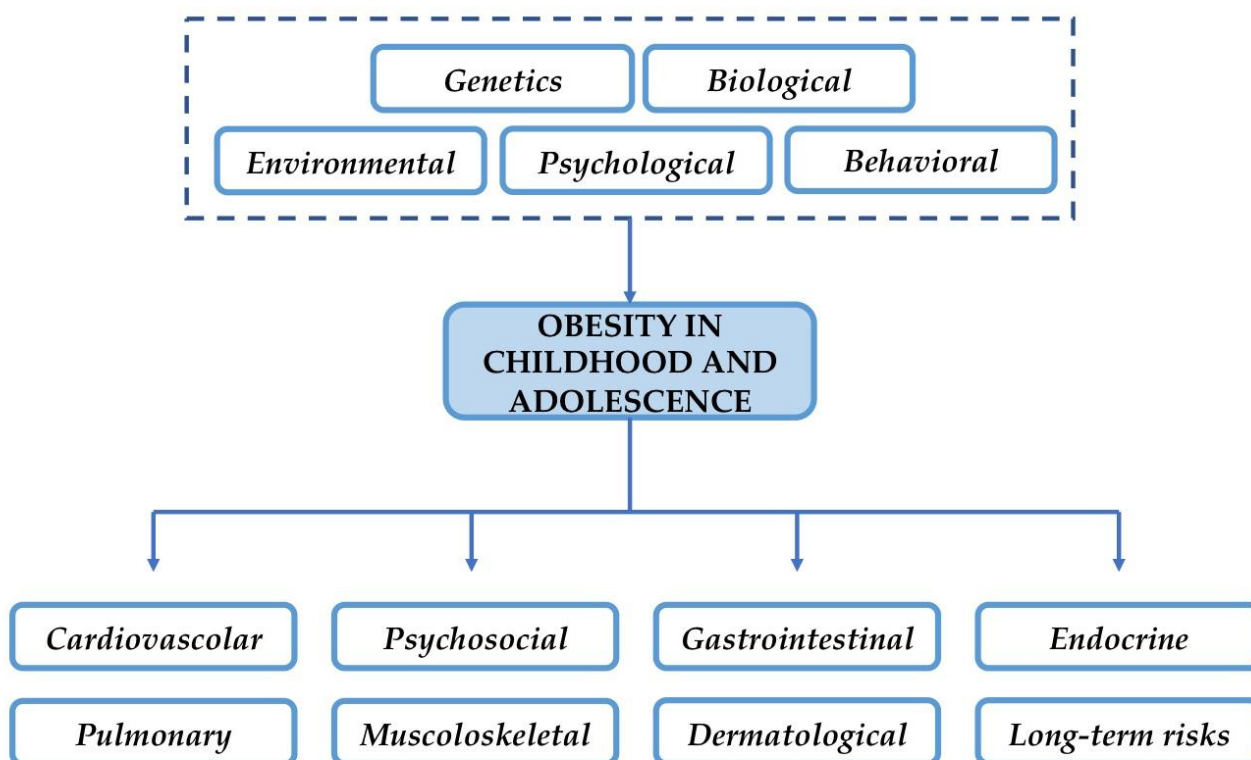 Genetics
Biological
Environmental
Psychological
Behavioral
OBESITY IN
CHILDHOOD AND
ADOLESCENCE
Cardiovascolar
Psychosocial
Gastrointestinal
Endocrine
Pulmonary
Muscoloskeletal
Dermatological
Long-term risks